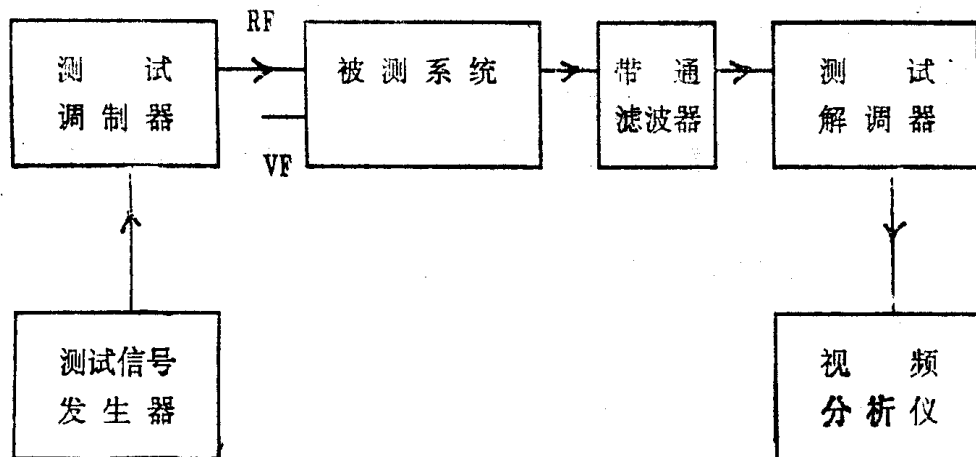 RF
测试
调制器
被测系统
带通
滤波器
测试
解调器
VF
测试信号
发生器
视频
分析仪